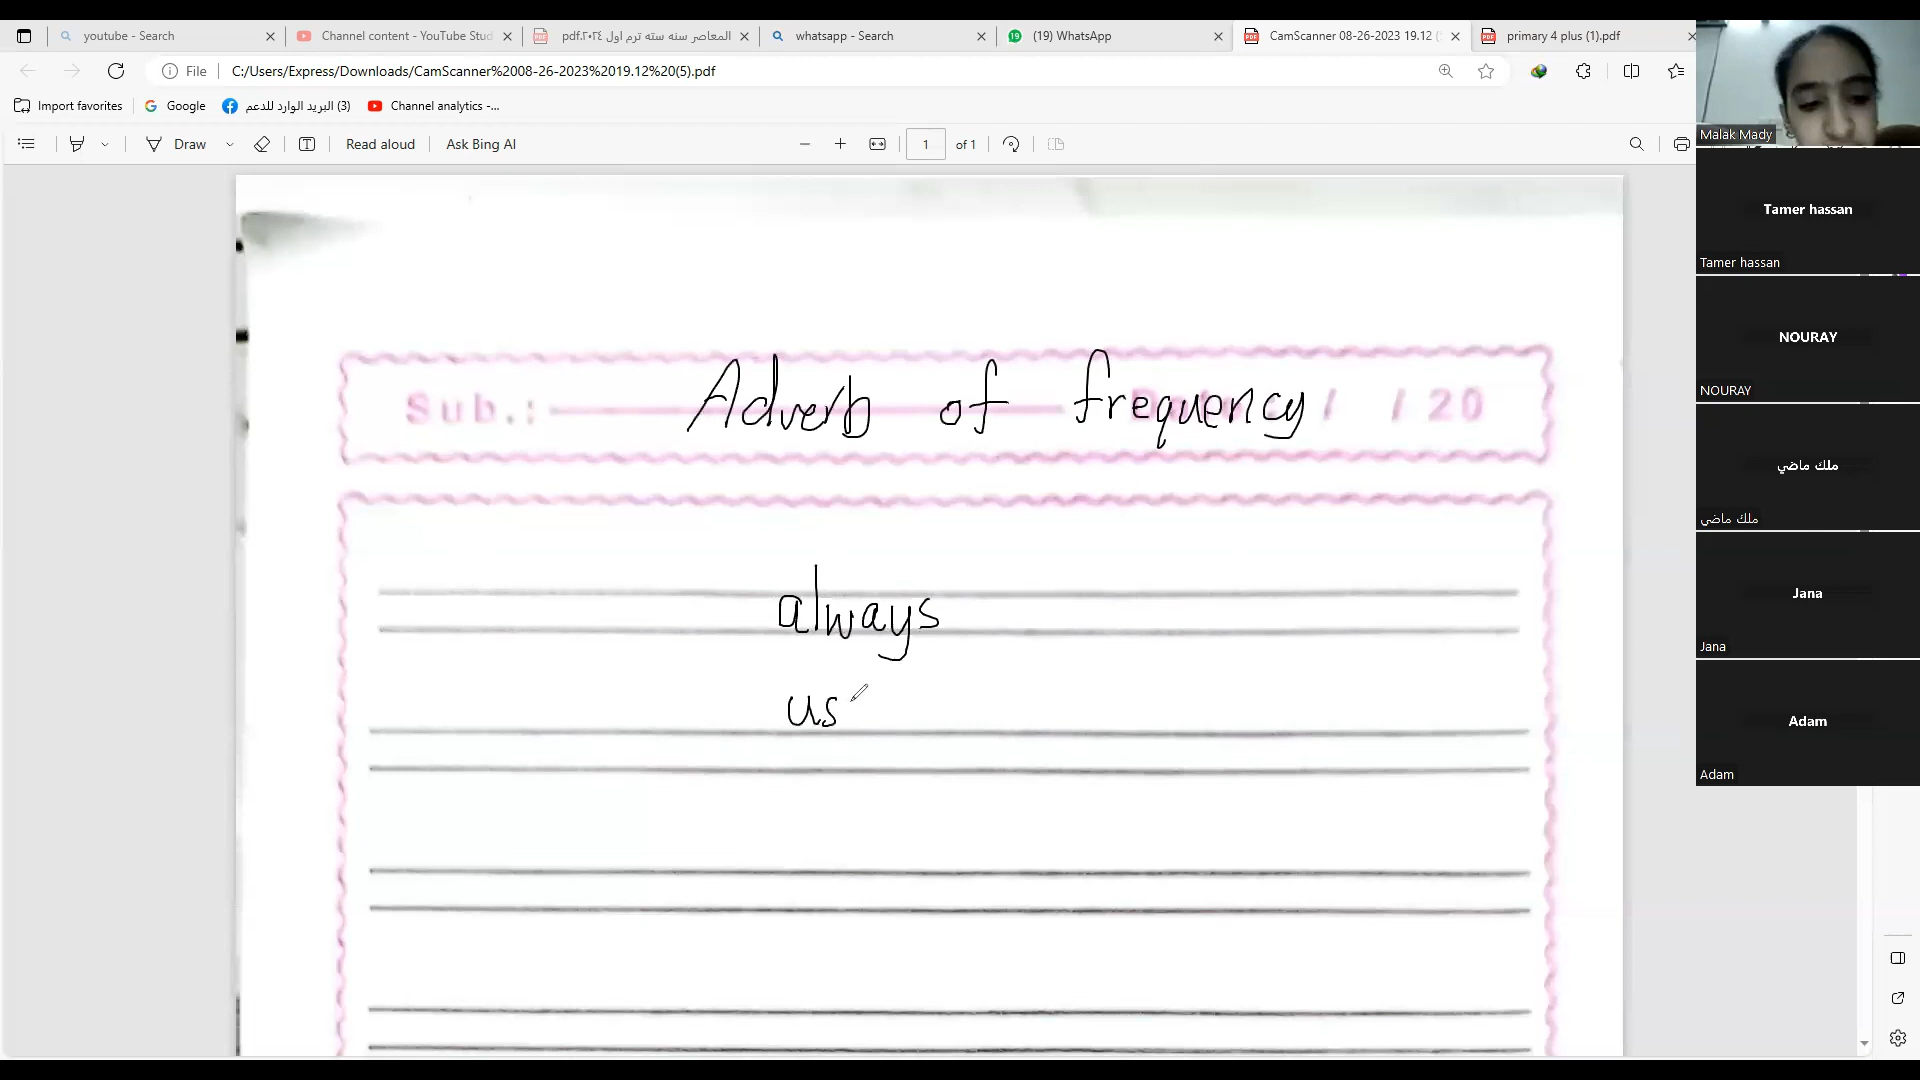 youtube - Search
Channel content - YouTube Stud
المعاصر سنه سته ترم اول ٢٠٢٤.pdf
whatsapp - Search
(19) WhatsApp
CamScanner 08-26-2023 19.12 (
primary 4 plus (1).pdf
File
C:/Users/Express/Downloads/CamScanner%2008-26-2023%2019.12%20(5).pdf
Import favorites
Google
(3) البريد الوارد للدعم
Channel analytics -...
Draw
Read aloud
Ask Bing AI
1
of 1
Sub.:
/ / 20
Adverb of frequency
always
us
Malak Mady
Tamer hassan
Tamer hassan
NOURAY
NOURAY
ملك ماضي
ملك ماضي
Jana
Jana
Adam
Adam